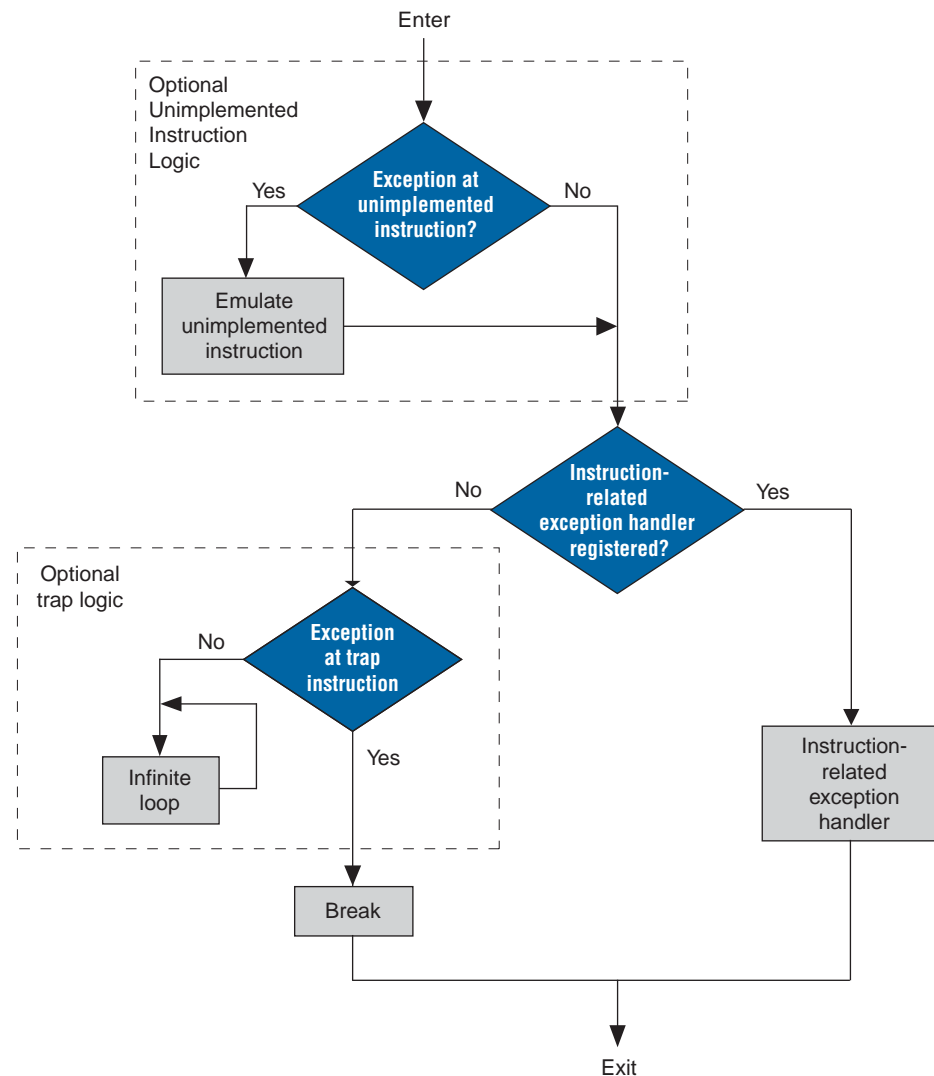 Enter
Optional
Unimplemented
Instruction
Logic
Yes
Exception at
unimplemented
instruction?
No
Emulate
unimplemented
instruction
No
Instruction-
related
exception handler
registered?
Yes
Optional
trap logic
No
Exception
at trap
instruction
Yes
Infinite
loop
Instruction-
related
exception
handler
Break
Exit